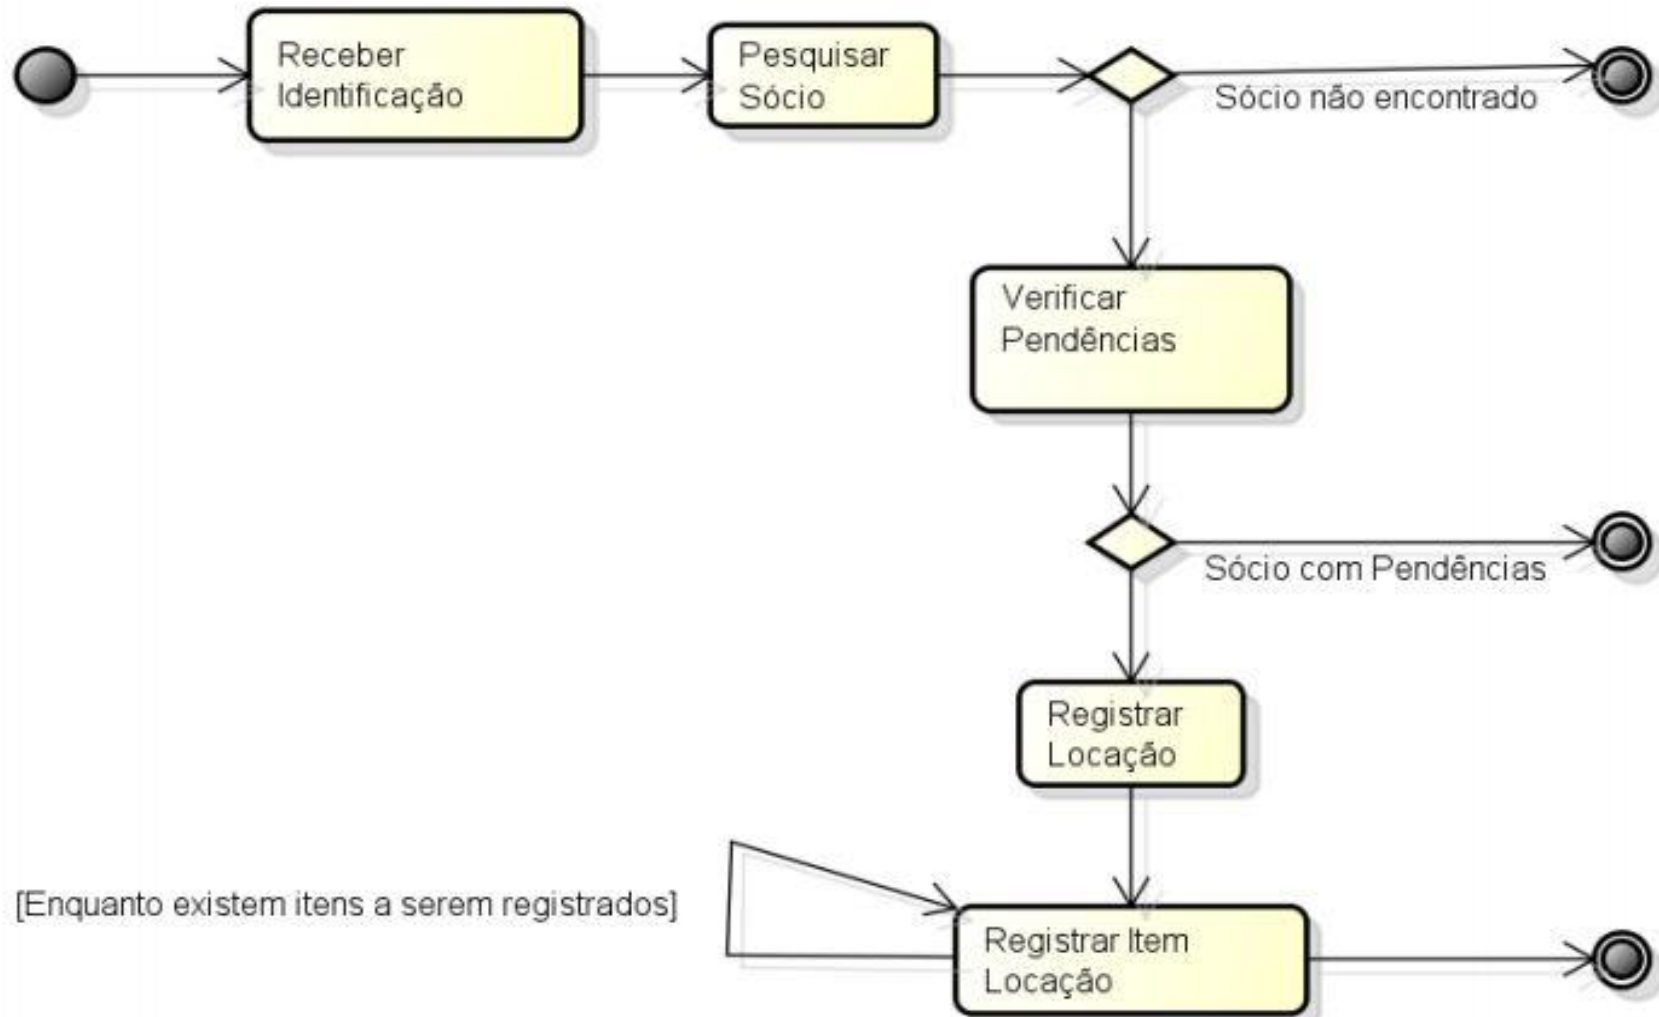 Receber
Identificação
Pesquisar
Sócio
Sócio não encontrado
Verificar
Pendências
Sócio com Pendências
Registrar
Locação
[Enquanto existem itens a serem registrados]
Registrar Item
Locação